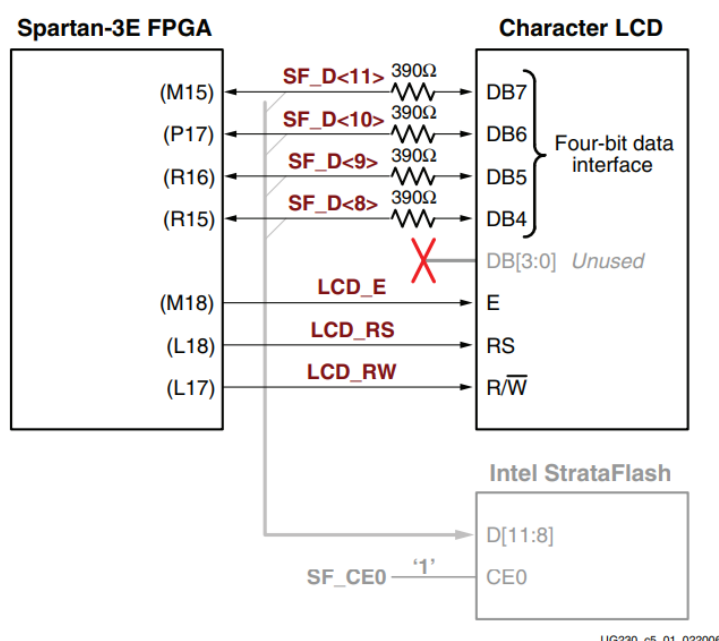 Spartan-3E FPGA
Character LCD
(M15) SF_D<11> 390Ω DB7
(P17) SF_D<10> 390Ω DB6
(R16) SF_D<9> 390Ω DB5
(R15) SF_D<8> 390Ω DB4
Four-bit data
interface
DB[3:0] Unused
(M18) LCD_E E
(L18) LCD_RS RS
(L17) LCD_RW R/W̅
Intel StrataFlash
D[11:8]
SF_CE0 ‘1’ CE0
UG230_c5_01_022006